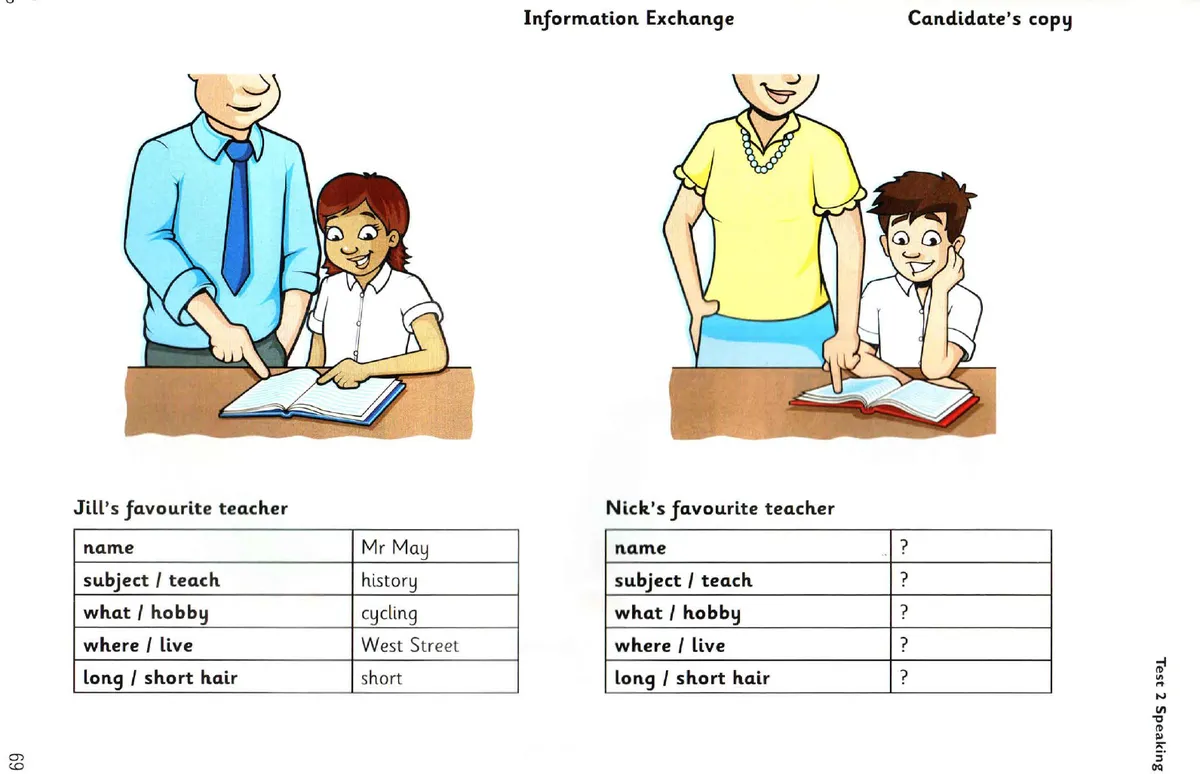 Information Exchange
Candidate's copy
Jill's favourite teacher
name Mr May
subject / teach history
what / hobby cycling
where / live West Street
long / short hair short
Nick's favourite teacher
name ?
subject / teach ?
what / hobby ?
where / live ?
long / short hair ?
Test 2 Speaking
69